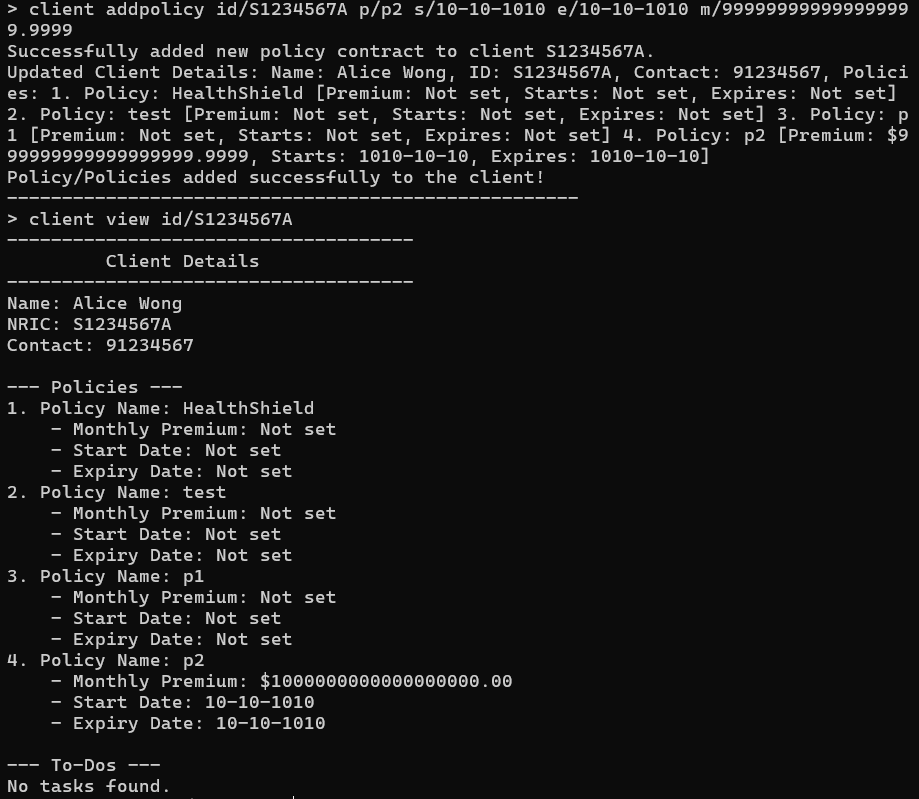 > client addpolicy id/S1234567A p/p2 s/10-10-1010 e/10-10-1010 m/99999999999999999
9.9999
Successfully added new policy contract to client S1234567A.
Updated Client Details: Name: Alice Wong, ID: S1234567A, Contact: 91234567, Polici
es: 1. Policy: HealthShield [Premium: Not set, Starts: Not set, Expires: Not set]
2. Policy: test [Premium: Not set, Starts: Not set, Expires: Not set] 3. Policy: p
1 [Premium: Not set, Starts: Not set, Expires: Not set] 4. Policy: p2 [Premium: $9
99999999999999999.9999, Starts: 1010-10-10, Expires: 1010-10-10]
Policy/Policies added successfully to the client!
----------------------------------------------------
> client view id/S1234567A
-------------------------------------
Client Details
-------------------------------------
Name: Alice Wong
NRIC: S1234567A
Contact: 91234567
--- Policies ---
1. Policy Name: HealthShield
- Monthly Premium: Not set
- Start Date: Not set
- Expiry Date: Not set
2. Policy Name: test
- Monthly Premium: Not set
- Start Date: Not set
- Expiry Date: Not set
3. Policy Name: p1
- Monthly Premium: Not set
- Start Date: Not set
- Expiry Date: Not set
4. Policy Name: p2
- Monthly Premium: $1000000000000000000.00
- Start Date: 10-10-1010
- Expiry Date: 10-10-1010
--- To-Dos ---
No tasks found.